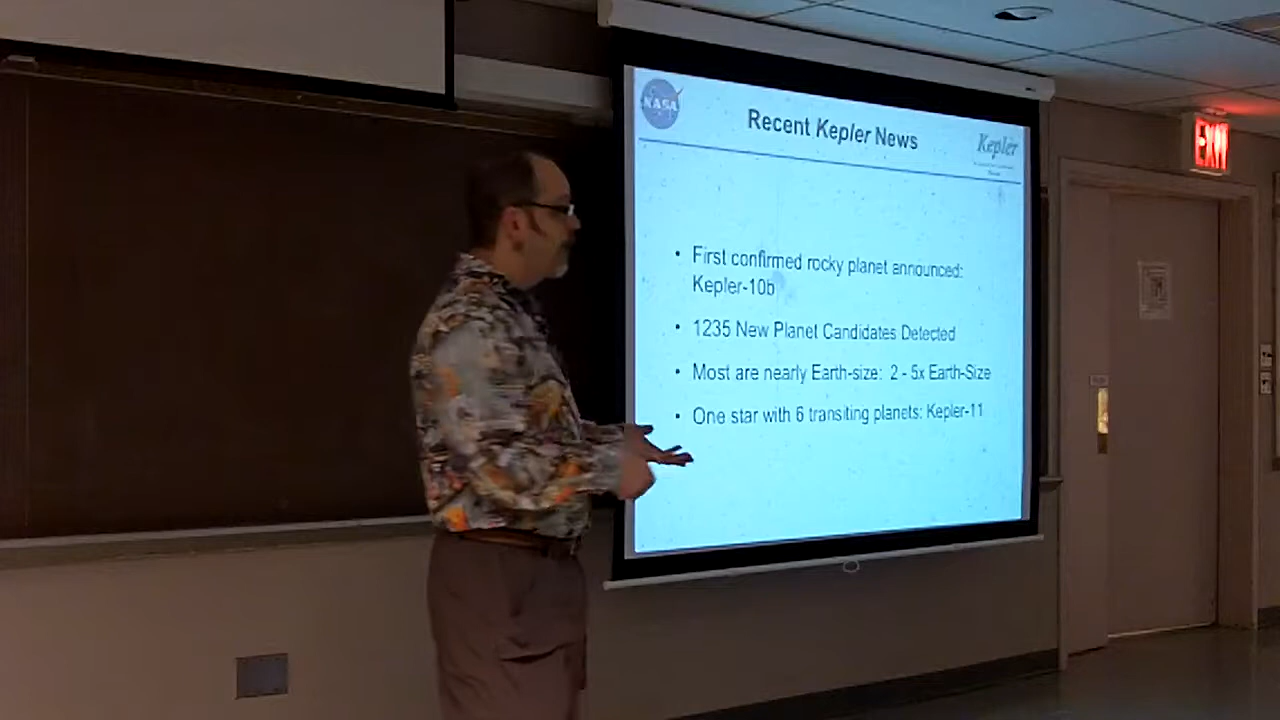 NASA
Recent Kepler News
Kepler
• First confirmed rocky planet announced:
Kepler-10b
• 1235 New Planet Candidates Detected
• Most are nearly Earth-size: 2 - 5x Earth-Size
• One star with 6 transiting planets: Kepler-11
EXIT